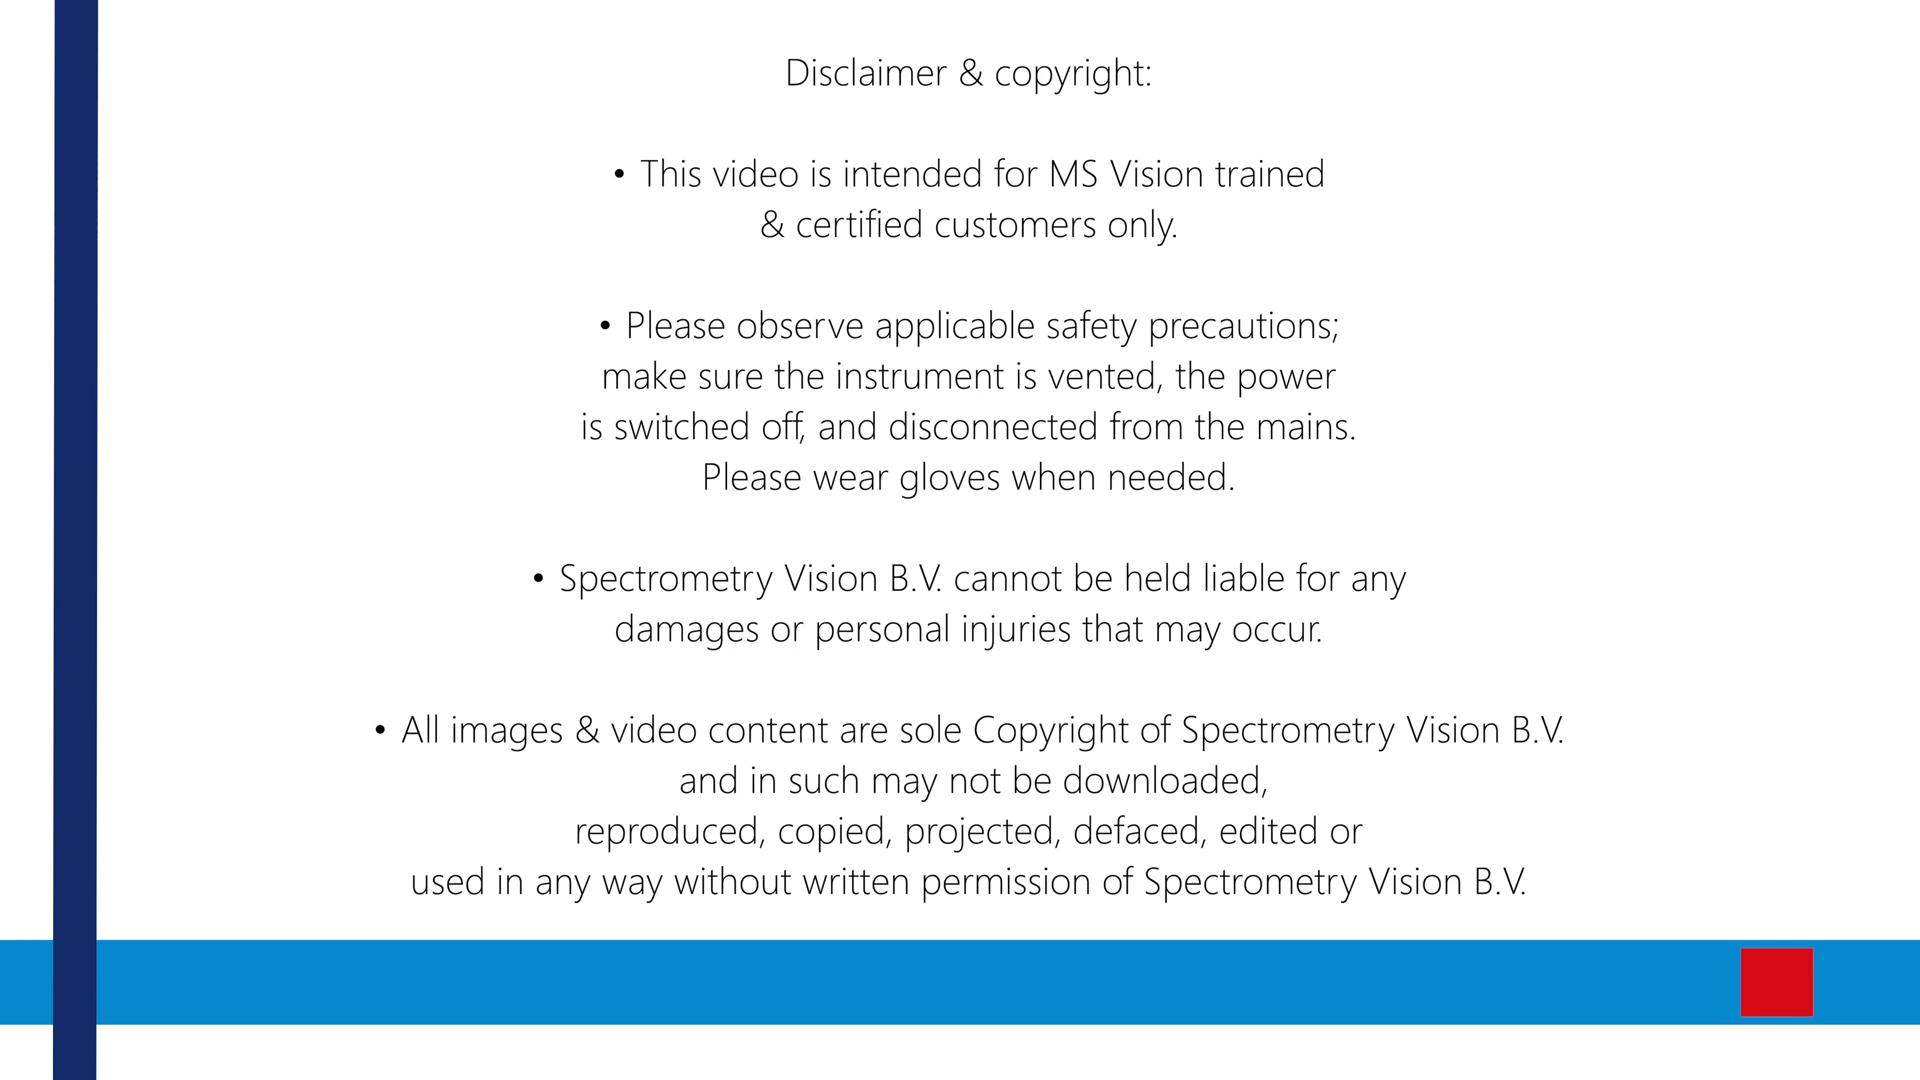 Disclaimer & copyright:
• This video is intended for MS Vision trained
& certified customers only.
• Please observe applicable safety precautions;
make sure the instrument is vented, the power
is switched off, and disconnected from the mains.
Please wear gloves when needed.
• Spectrometry Vision B.V. cannot be held liable for any
damages or personal injuries that may occur.
• All images & video content are sole Copyright of Spectrometry Vision B.V.
and in such may not be downloaded,
reproduced, copied, projected, defaced, edited or
used in any way without written permission of Spectrometry Vision B.V.